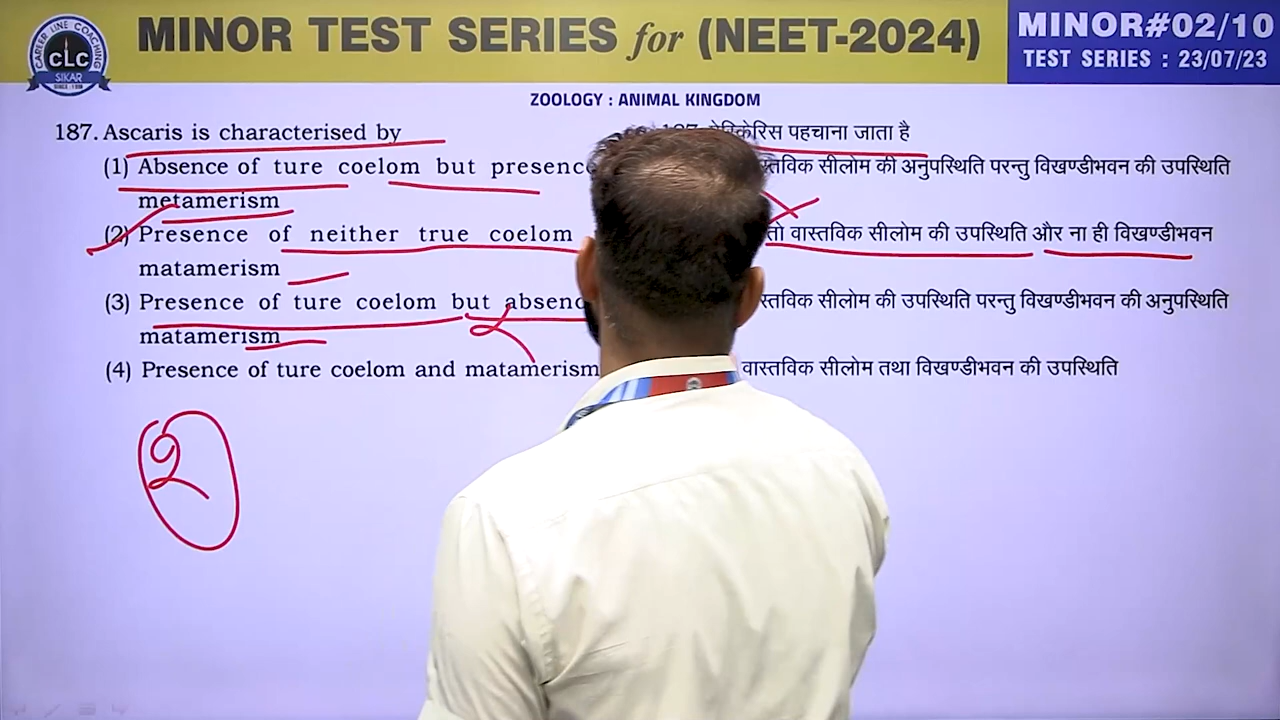 MINOR TEST SERIES for (NEET-2024)
MINOR#02/10
TEST SERIES : 23/07/23
CAREER LINE COACHING
CLC
SIKAR
ZOOLOGY : ANIMAL KINGDOM
187. Ascaris is characterised by
(1) Absence of ture coelom but presence
metamerism
(2) Presence of neither true coelom
matamerism
(3) Presence of ture coelom but absenc
matamerism
(4) Presence of ture coelom and matamerism
पहचाना जाता है
सीलोम की अनुपस्थिति परन्तु विखण्डीभवन की उपस्थिति
तो वास्तविक सीलोम की उपस्थिति और ना ही विखण्डीभवन
सीलोम की उपस्थिति परन्तु विखण्डीभवन की अनुपस्थिति
वास्तविक सीलोम तथा विखण्डीभवन की उपस्थिति
2